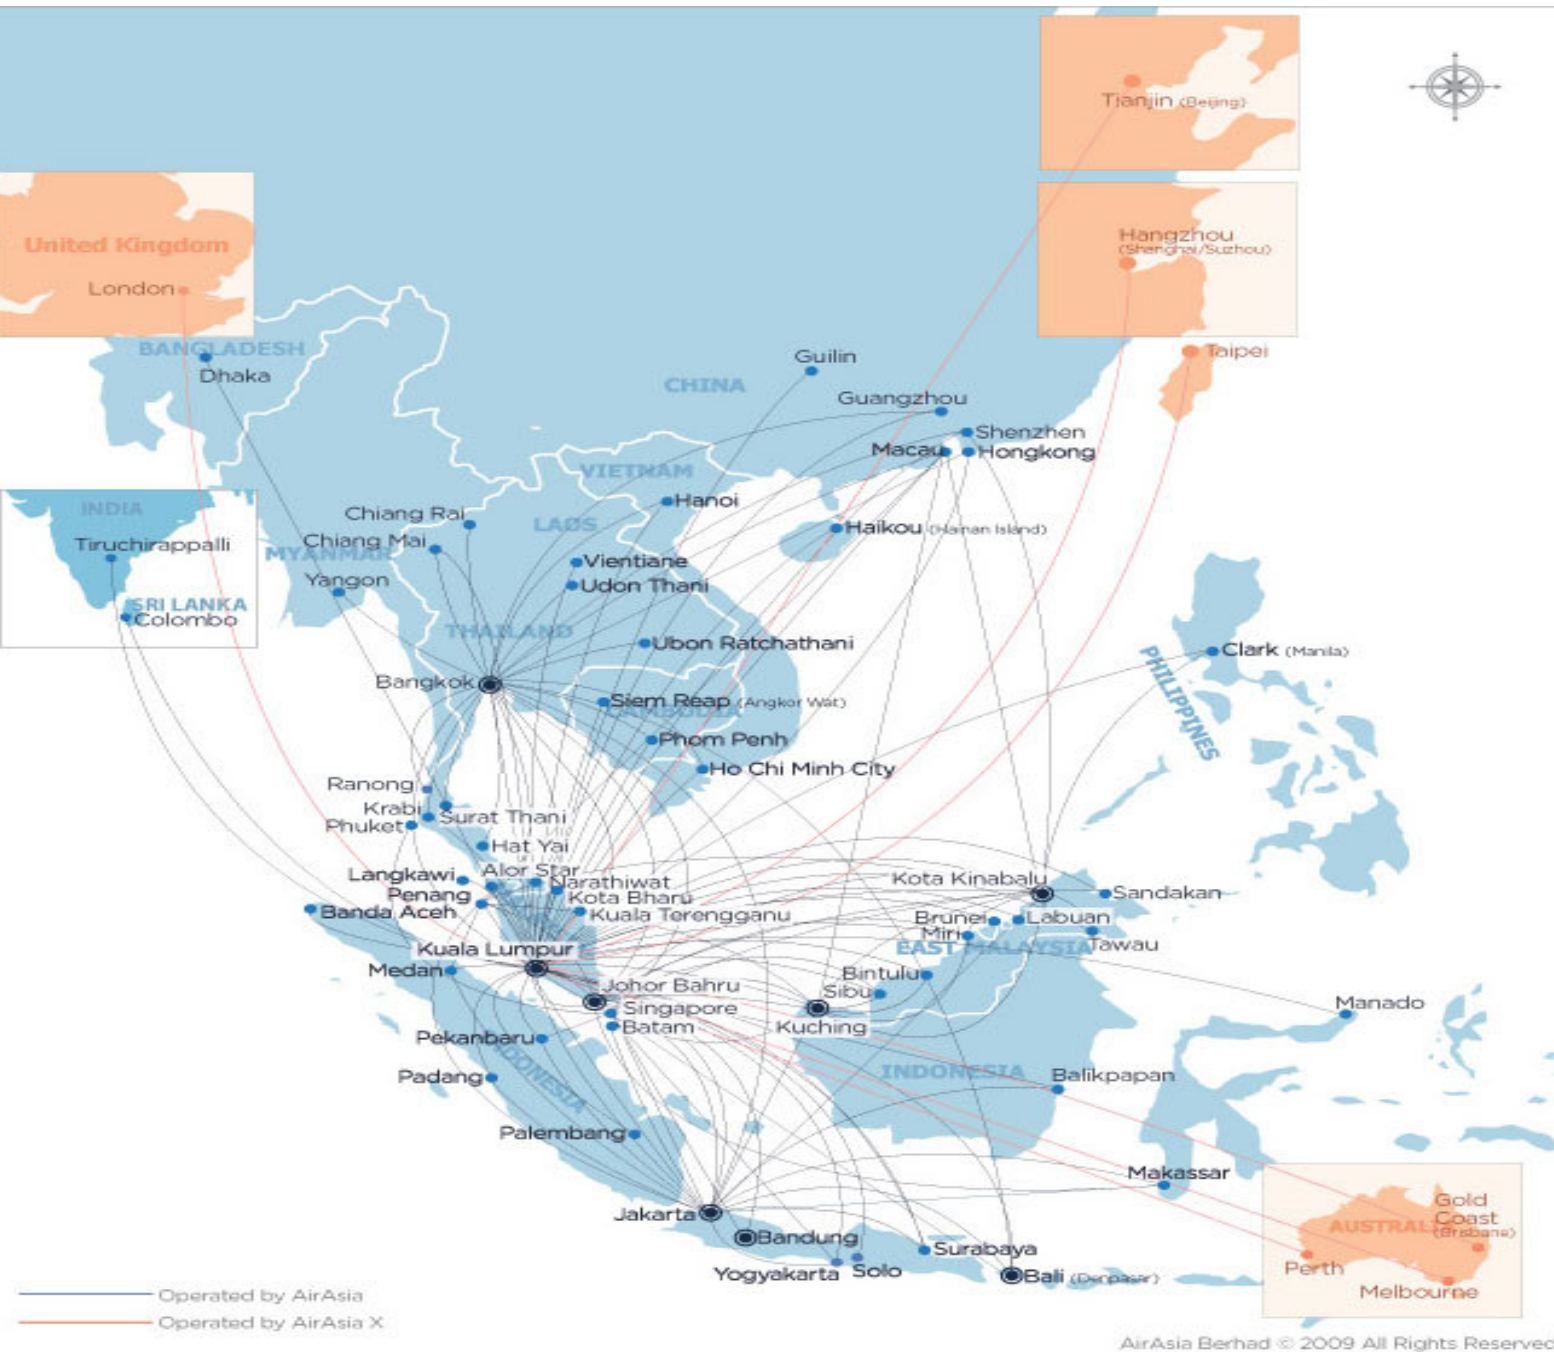 Tianjin (Beijing)
Hangzhou
(Shanghai/Suzhou)
United Kingdom
London
Taipei
BANGLADESH
Dhaka
Guilin
CHINA
Guangzhou
Shenzhen
Macau
Hongkong
VIETNAM
Hanoi
INDIA
Chiang Rai
LAOS
Haikou (Hainan Island)
Tiruchirappalli
Chiang Mai
MYANMAR
Vientiane
Yangon
Udon Thani
SRI LANKA
Colombo
THAILAND
Ubon Ratchathani
Clark (Manila)
PHILIPPINES
Bangkok
Siem Reap (Angkor Wat)
CAMBODIA
Phom Penh
Ho Chi Minh City
Ranong
Krabi
Surat Thani
Phuket
Hat Yai
Langkawi
Alor Star
Narathiwat
Kota Kinabalu
Penang
Kota Bharu
Sandakan
Banda Aceh
Kuala Terengganu
Brunei
Labuan
Miri
Kuala Lumpur
EAST MALAYSIA
Tawau
Medan
Bintulu
Johor Bahru
Sibu
Singapore
Manado
Batam
Kuching
Pekanbaru
INDONESIA
INDONESIA
Balikpapan
Padang
Palembang
Makassar
Jakarta
Gold
Coast
(Brisbane)
AUSTRALI
Bandung
Surabaya
Perth
Yogyakarta
Solo
Bali (Denpasar)
Melbourne
Operated by AirAsia
Operated by AirAsia X
AirAsia Berhad © 2009 All Rights Reserved